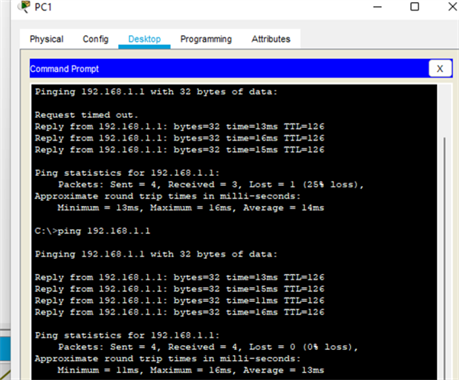 PC1
Physical Config Desktop Programming Attributes
Command Prompt X
Pinging 192.168.1.1 with 32 bytes of data:
Request timed out.
Reply from 192.168.1.1: bytes=32 time=13ms TTL=126
Reply from 192.168.1.1: bytes=32 time=16ms TTL=126
Reply from 192.168.1.1: bytes=32 time=15ms TTL=126
Ping statistics for 192.168.1.1:
Packets: Sent = 4, Received = 3, Lost = 1 (25% loss),
Approximate round trip times in milli-seconds:
Minimum = 13ms, Maximum = 16ms, Average = 14ms
C:\>ping 192.168.1.1
Pinging 192.168.1.1 with 32 bytes of data:
Reply from 192.168.1.1: bytes=32 time=13ms TTL=126
Reply from 192.168.1.1: bytes=32 time=15ms TTL=126
Reply from 192.168.1.1: bytes=32 time=11ms TTL=126
Reply from 192.168.1.1: bytes=32 time=16ms TTL=126
Ping statistics for 192.168.1.1:
Packets: Sent = 4, Received = 4, Lost = 0 (0% loss),
Approximate round trip times in milli-seconds:
Minimum = 11ms, Maximum = 16ms, Average = 13ms